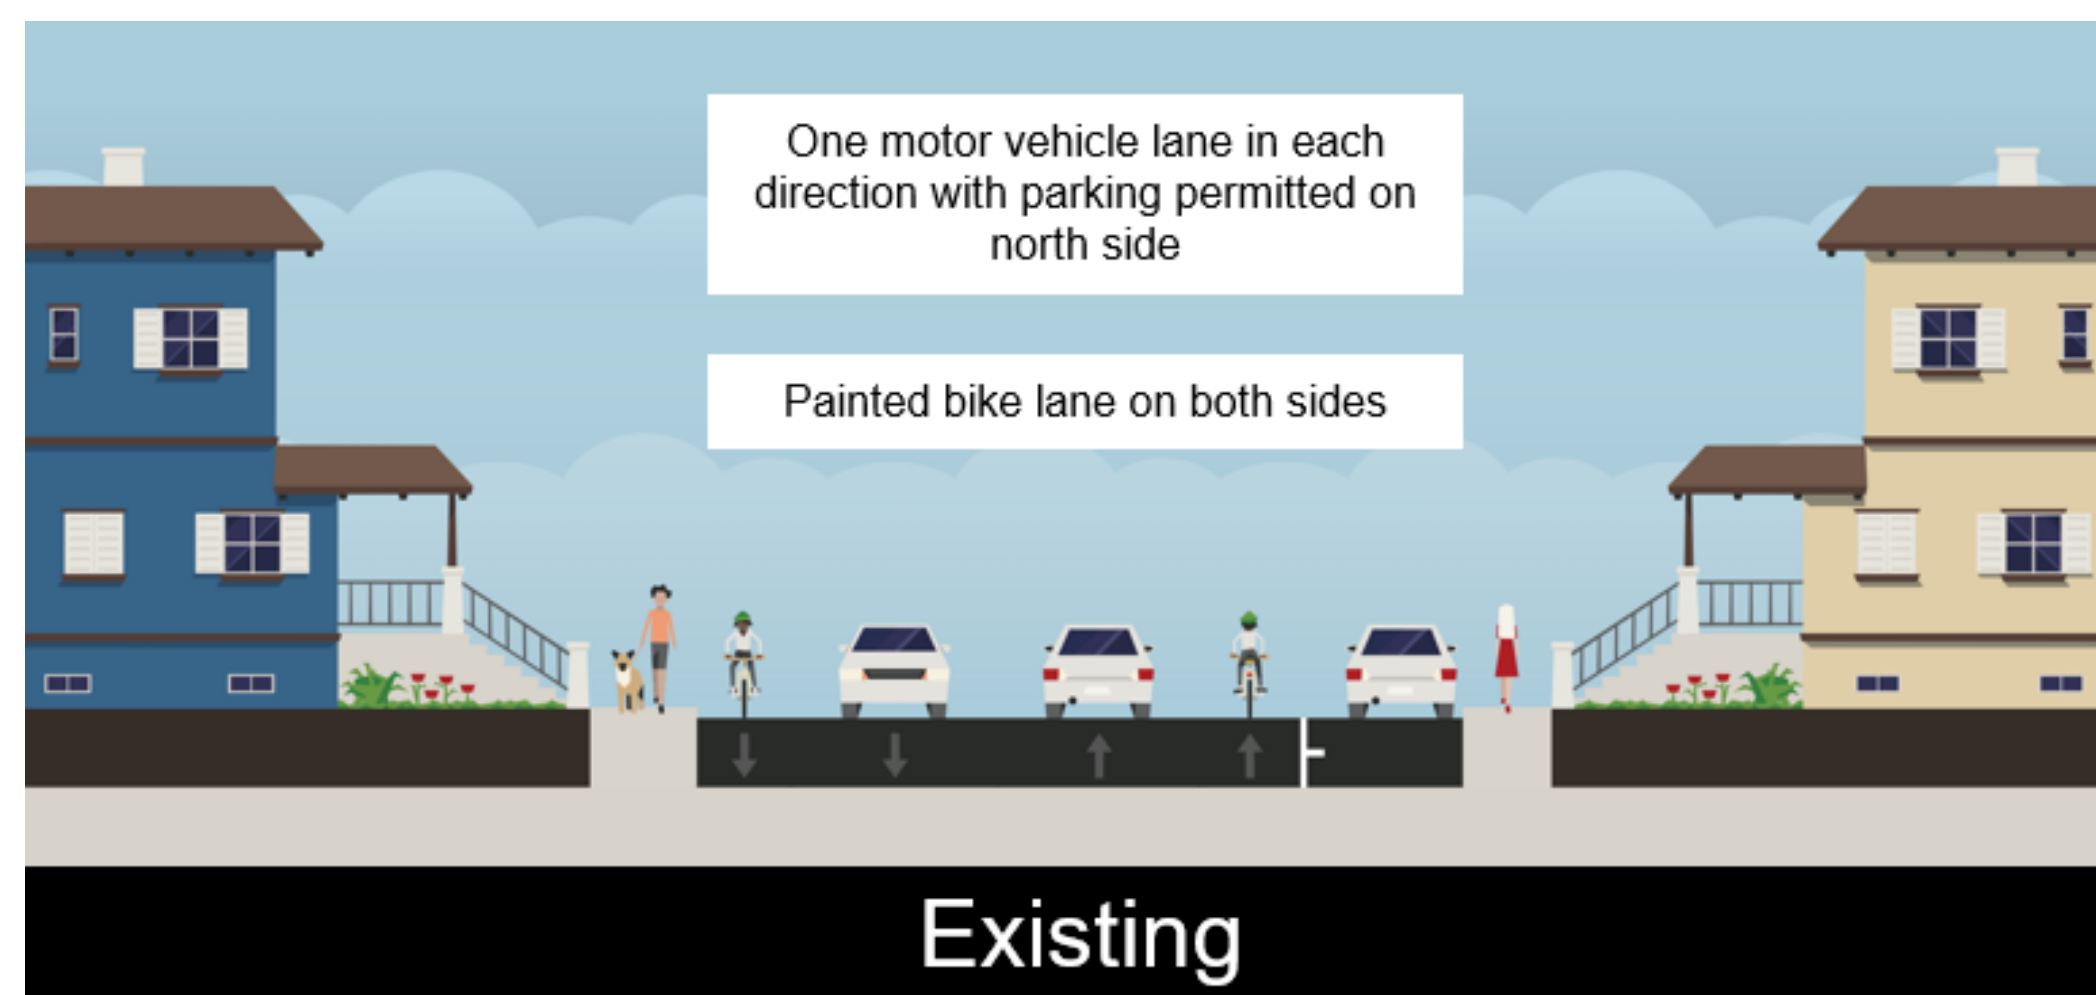 One motor vehicle lane in each
direction with parking permitted on
north side
Painted bike lane on both sides
Existing